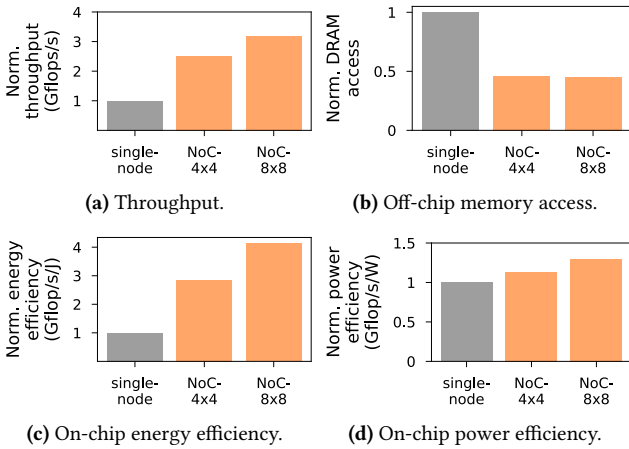 Norm.
throughput
(Gflops/s)
4
3
2
1
single-
node
NoC-
4x4
NoC-
8x8
(a) Throughput.
Norm. DRAM
access
1
0.5
0
single-
node
NoC-
4x4
NoC-
8x8
(b) Off-chip memory access.
Norm. energy
efficiency
(Gflop/s/J)
4
3
2
1
single-
node
NoC-
4x4
NoC-
8x8
(c) On-chip energy efficiency.
Norm. power
efficiency
(Gflop/s/W)
1.5
1
0.5
0
single-
node
NoC-
4x4
NoC-
8x8
(d) On-chip power efficiency.